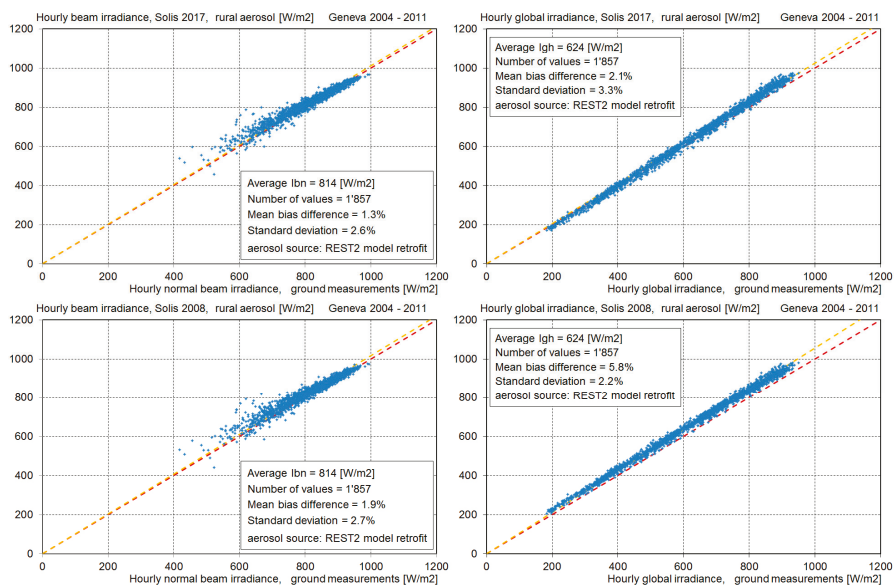 Hourly beam irradiance, Solis 2017, rural aerosol [W/m2] Geneva 2004 - 2011
1200
1000
800
600
400
200
0
Average Ibn = 814 [W/m2]
Number of values = 1'857
Mean bias difference = 1.3%
Standard deviation = 2.6%
aerosol source: REST2 model retrofit
0 200 400 600 800 1000 1200
Hourly normal beam irradiance, ground measurements [W/m2]
Hourly global irradiance, Solis 2017, rural aerosol [W/m2] Geneva 2004 - 2011
1200
1000
800
600
400
200
0
Average Igh = 624 [W/m2]
Number of values = 1'857
Mean bias difference = 2.1%
Standard deviation = 3.3%
aerosol source: REST2 model retrofit
0 200 400 600 800 1000 1200
Hourly global irradiance, ground measurements [W/m2]
Hourly beam irradiance, Solis 2008, rural aerosol [W/m2] Geneva 2004 - 2011
1200
1000
800
600
400
200
0
Average Ibn = 814 [W/m2]
Number of values = 1'857
Mean bias difference = 1.9%
Standard deviation = 2.7%
aerosol source: REST2 model retrofit
0 200 400 600 800 1000 1200
Hourly normal beam irradiance, ground measurements [W/m2]
Hourly global irradiance, Solis 2008, rural aerosol [W/m2] Geneva 2004 - 2011
1200
1000
800
600
400
200
0
Average Igh = 624 [W/m2]
Number of values = 1'857
Mean bias difference = 5.8%
Standard deviation = 2.2%
aerosol source: REST2 model retrofit
0 200 400 600 800 1000 1200
Hourly global irradiance, ground measurements [W/m2]